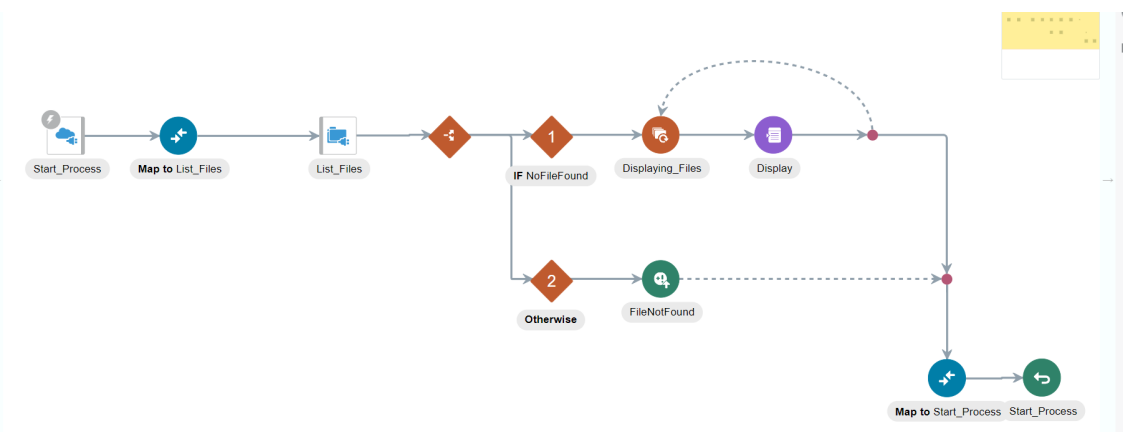 Start_Process
Map to List_Files
List_Files
1
IF NoFileFound
Displaying_Files
Display
2
Otherwise
FileNotFound
Map to Start_Process
Start_Process